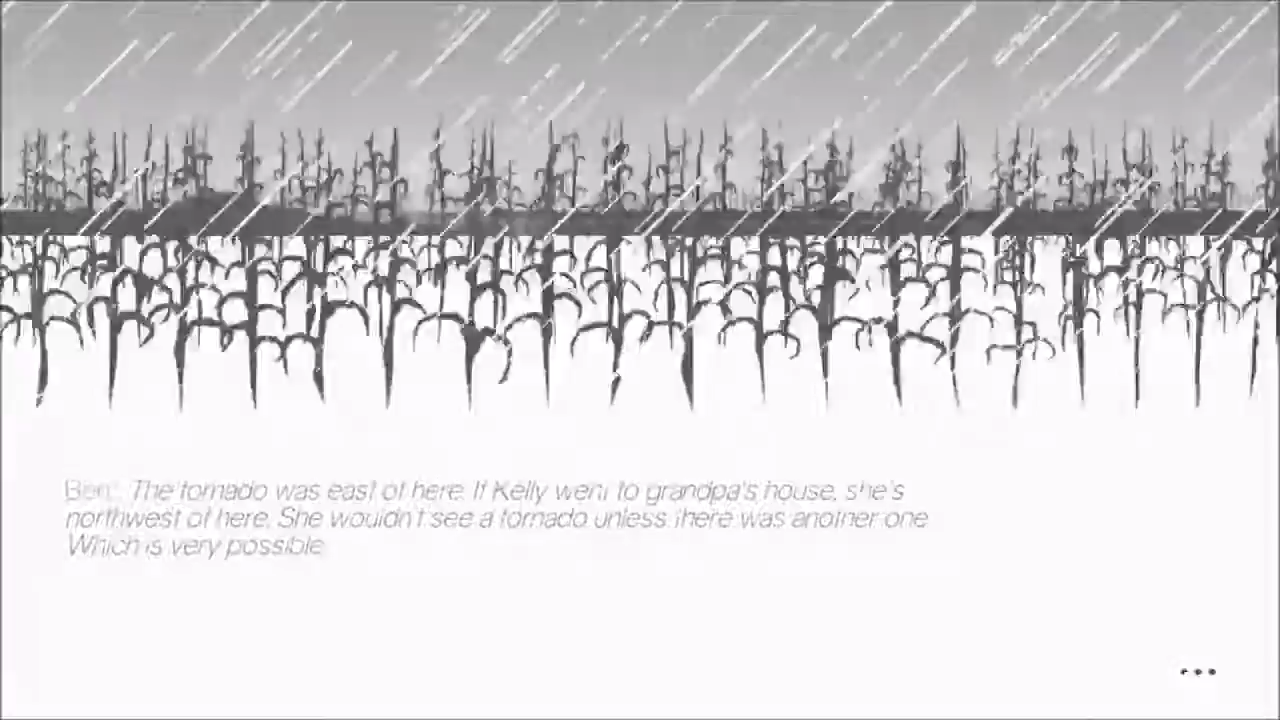 Ben: The tornado was east of here. If Kelly went to grandpa's house, she's
northwest of here. She wouldn't see a tornado unless there was another one.
Which is very possible.
...